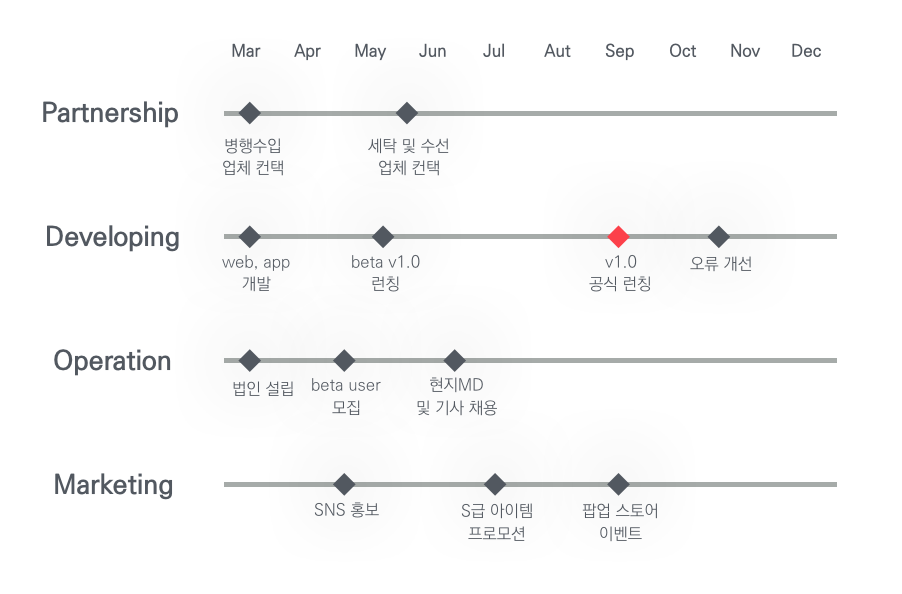 Mar Apr May Jun Jul Aut Sep Oct Nov Dec
Partnership
병행수입
업체 컨택
세탁 및 수선
업체 컨택
Developing
web, app
개발
beta v1.0
런칭
v1.0
공식 런칭
오류 개선
Operation
법인 설립
beta user
모집
현지MD
및 기사 채용
Marketing
SNS 홍보
S급 아이템
프로모션
팝업 스토어
이벤트